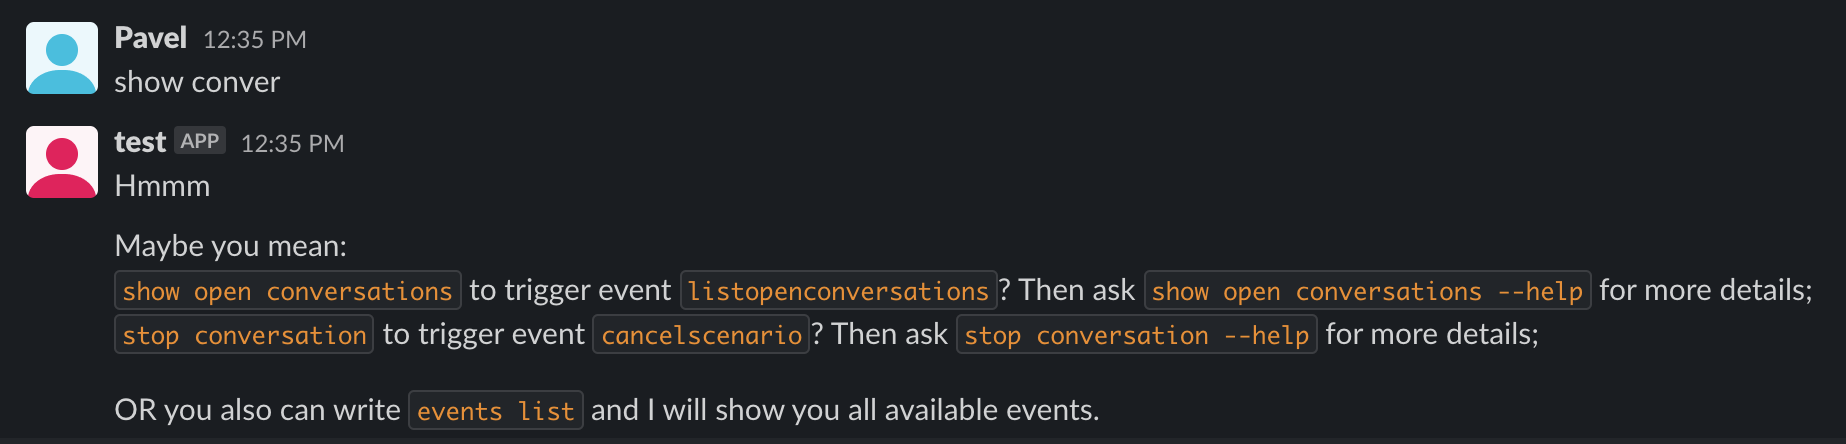 Pavel 12:35 PM
show conver
test APP 12:35 PM
Hmmm
Maybe you mean:
show open conversations to trigger event listopenconversations? Then ask show open conversations --help for more details;
stop conversation to trigger event cancelscenario? Then ask stop conversation --help for more details;
OR you also can write events list and I will show you all available events.